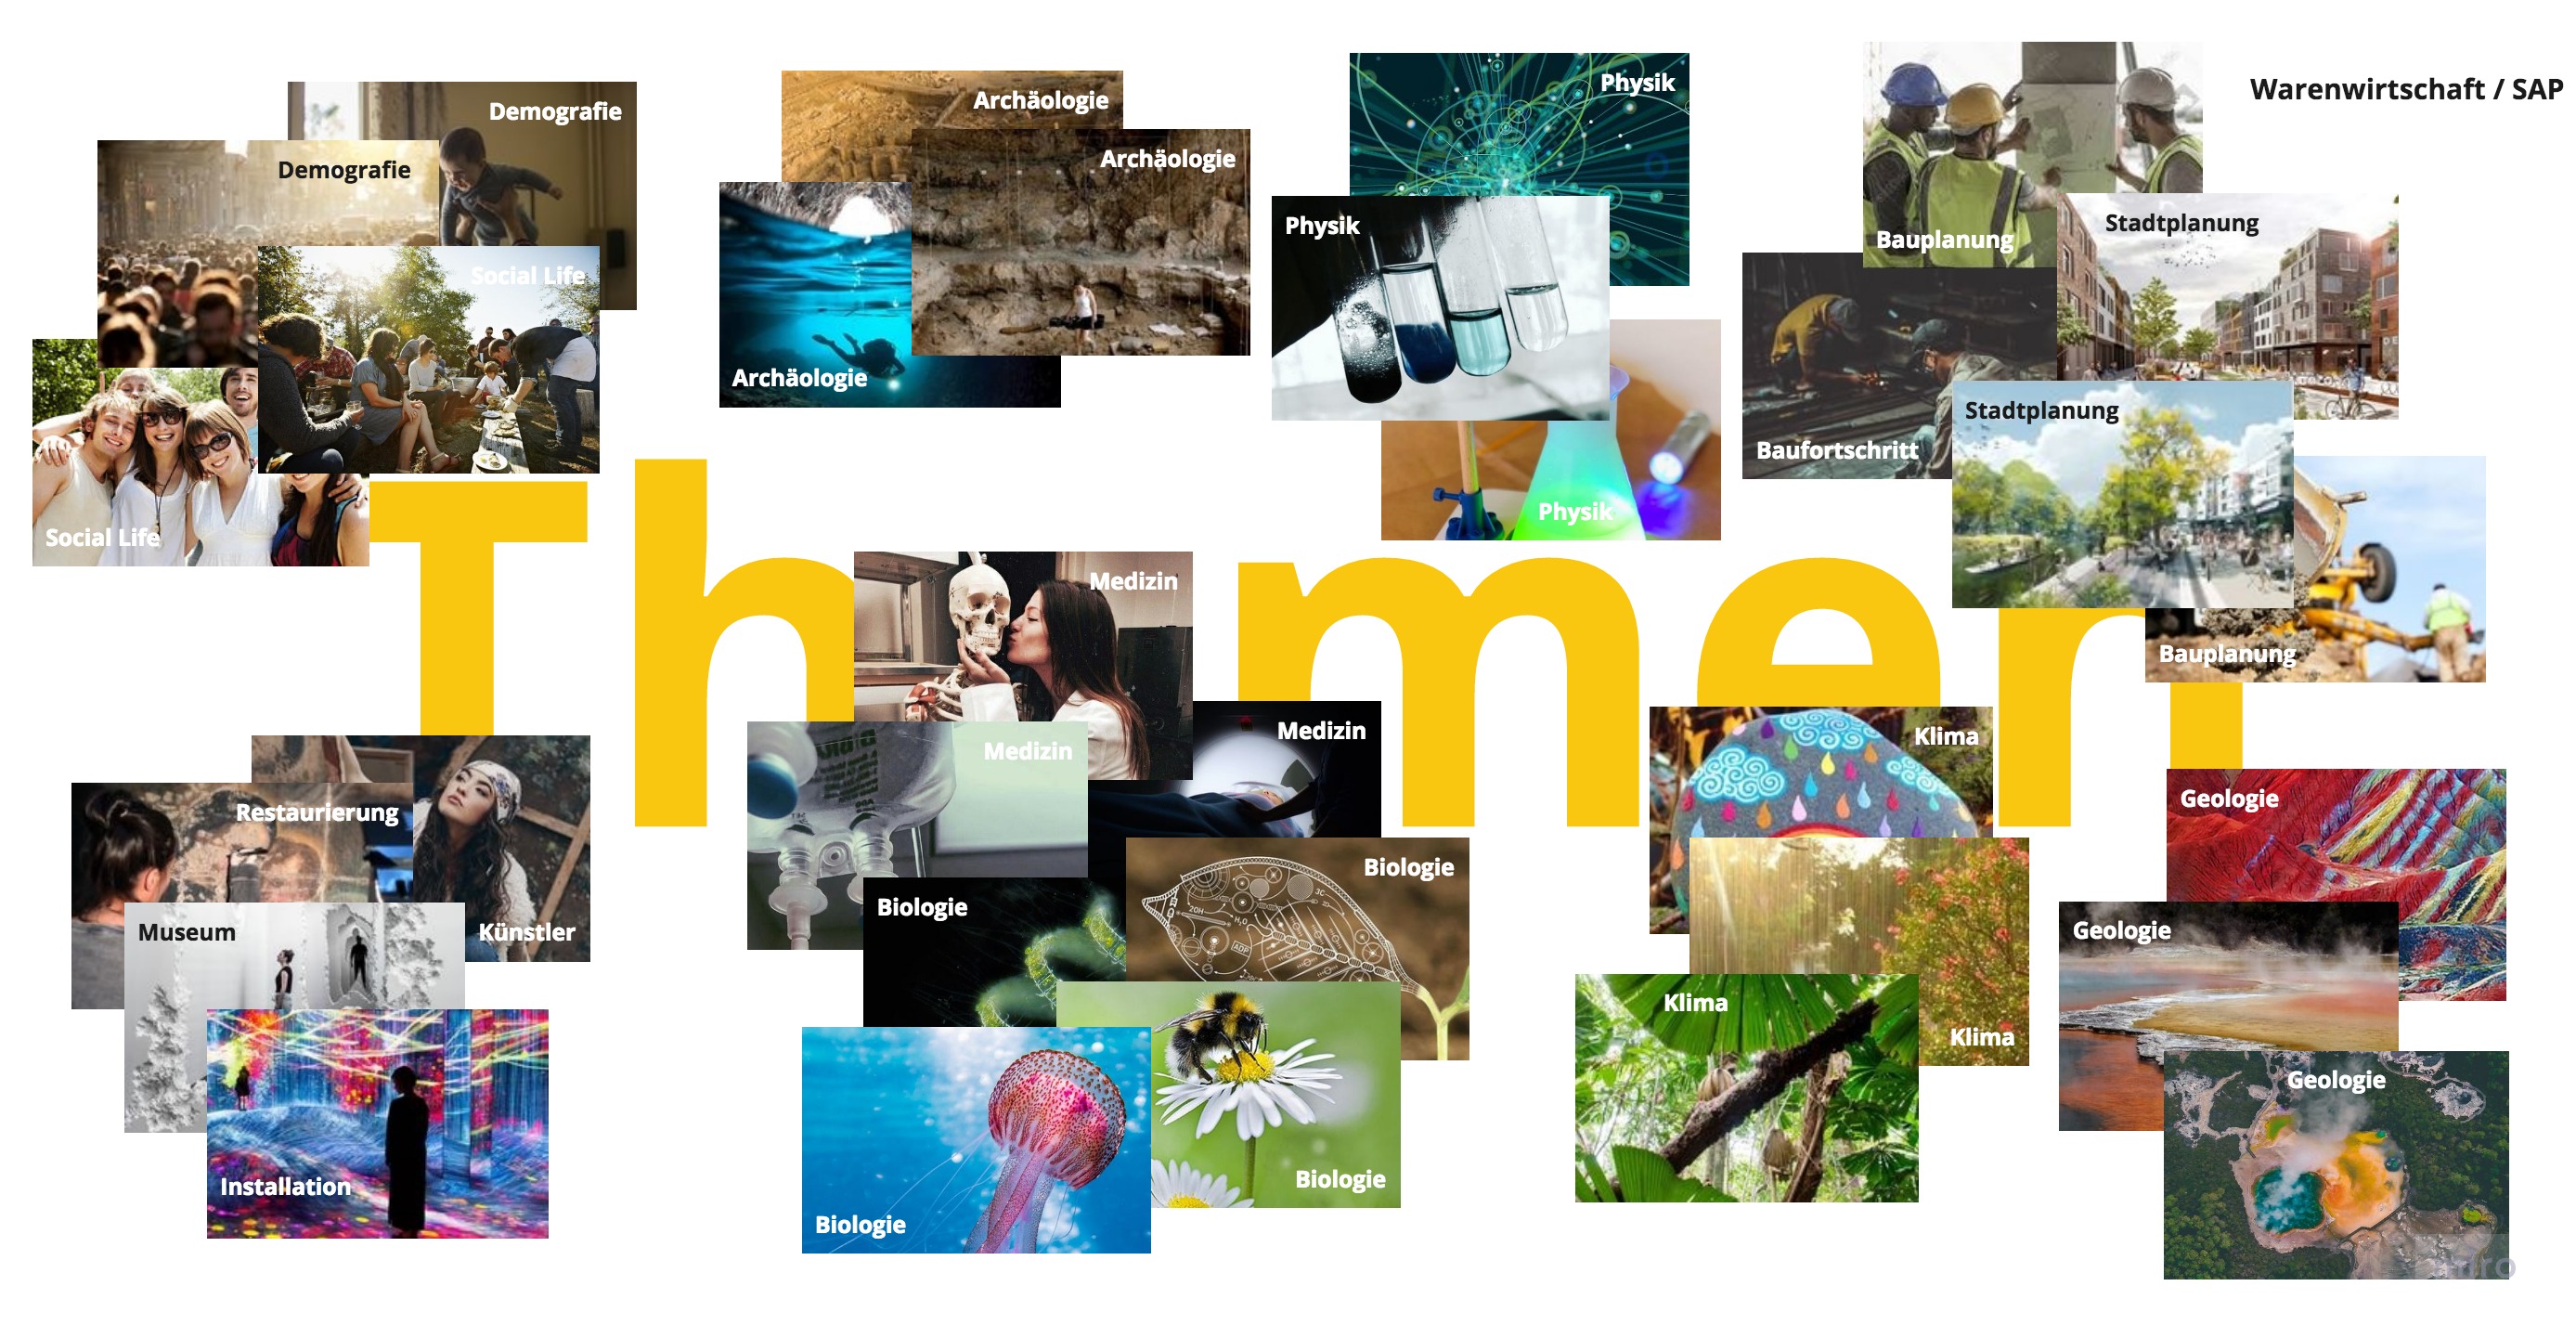 Demografie
Demografie
Social Life
Social Life
Archäologie
Archäologie
Archäologie
Physik
Physik
Physik
Bauplanung
Warenwirtschaft / SAP
Stadtplanung
Baufortschritt
Stadtplanung
Bauplanung
Themen
Medizin
Medizin
Medizin
Restaurierung
Künstler
Museum
Installation
Biologie
Biologie
Biologie
Biologie
Klima
Klima
Klima
Geologie
Geologie
Geologie
miro